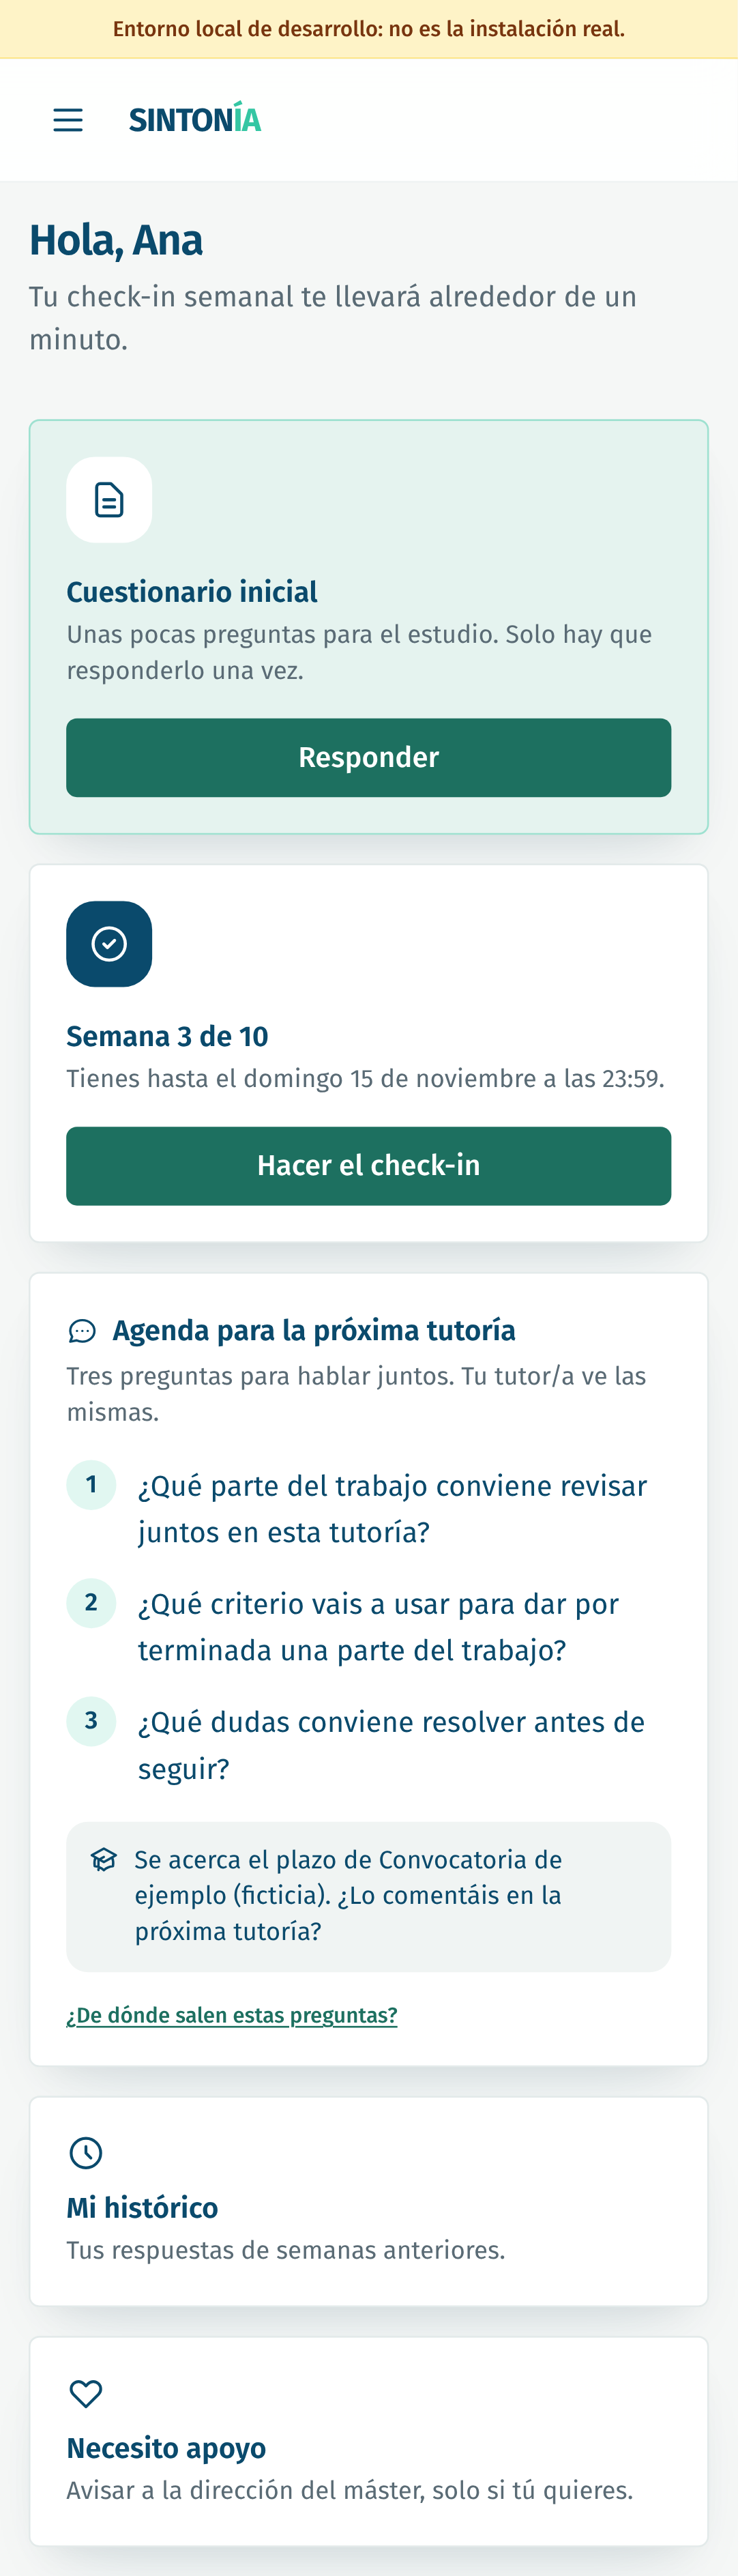 Entorno local de desarrollo: no es la instalación real.
SINTONÍA
Hola, Ana
Tu check-in semanal te llevará alrededor de un
minuto.
Cuestionario inicial
Unas pocas preguntas para el estudio. Solo hay que
responderlo una vez.
Responder
Semana 3 de 10
Tienes hasta el domingo 15 de noviembre a las 23:59.
Hacer el check-in
Agenda para la próxima tutoría
Tres preguntas para hablar juntos. Tu tutor/a ve las
mismas.
1 ¿Qué parte del trabajo conviene revisar
juntos en esta tutoría?
2 ¿Qué criterio vais a usar para dar por
terminada una parte del trabajo?
3 ¿Qué dudas conviene resolver antes de
seguir?
Se acerca el plazo de Convocatoria de
ejemplo (ficticia). ¿Lo comentáis en la
próxima tutoría?
¿De dónde salen estas preguntas?
Mi histórico
Tus respuestas de semanas anteriores.
Necesito apoyo
Avisar a la dirección del máster, solo si tú quieres.